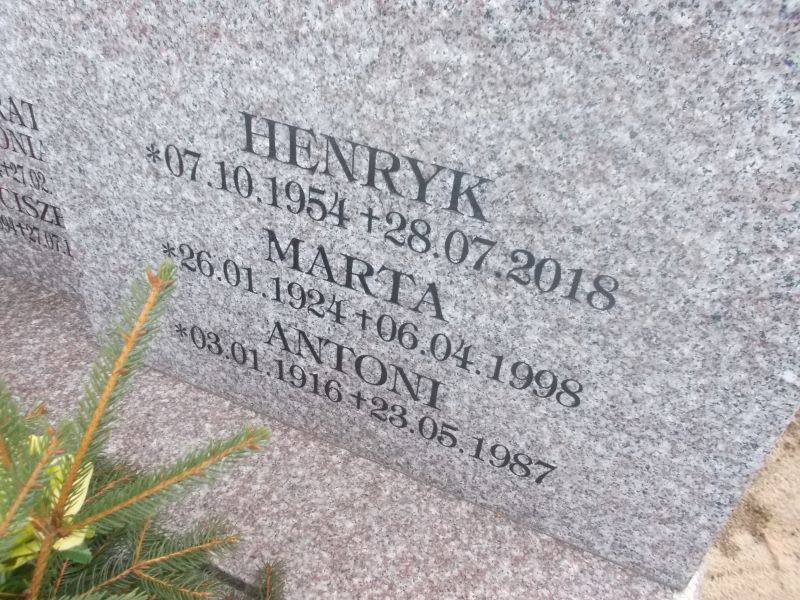 HENRYK
*07.10.1954 +28.07.2018
MARTA
*26.01.1924 +06.04.1998
ANTONI
*03.01.1916 +23.05.1987